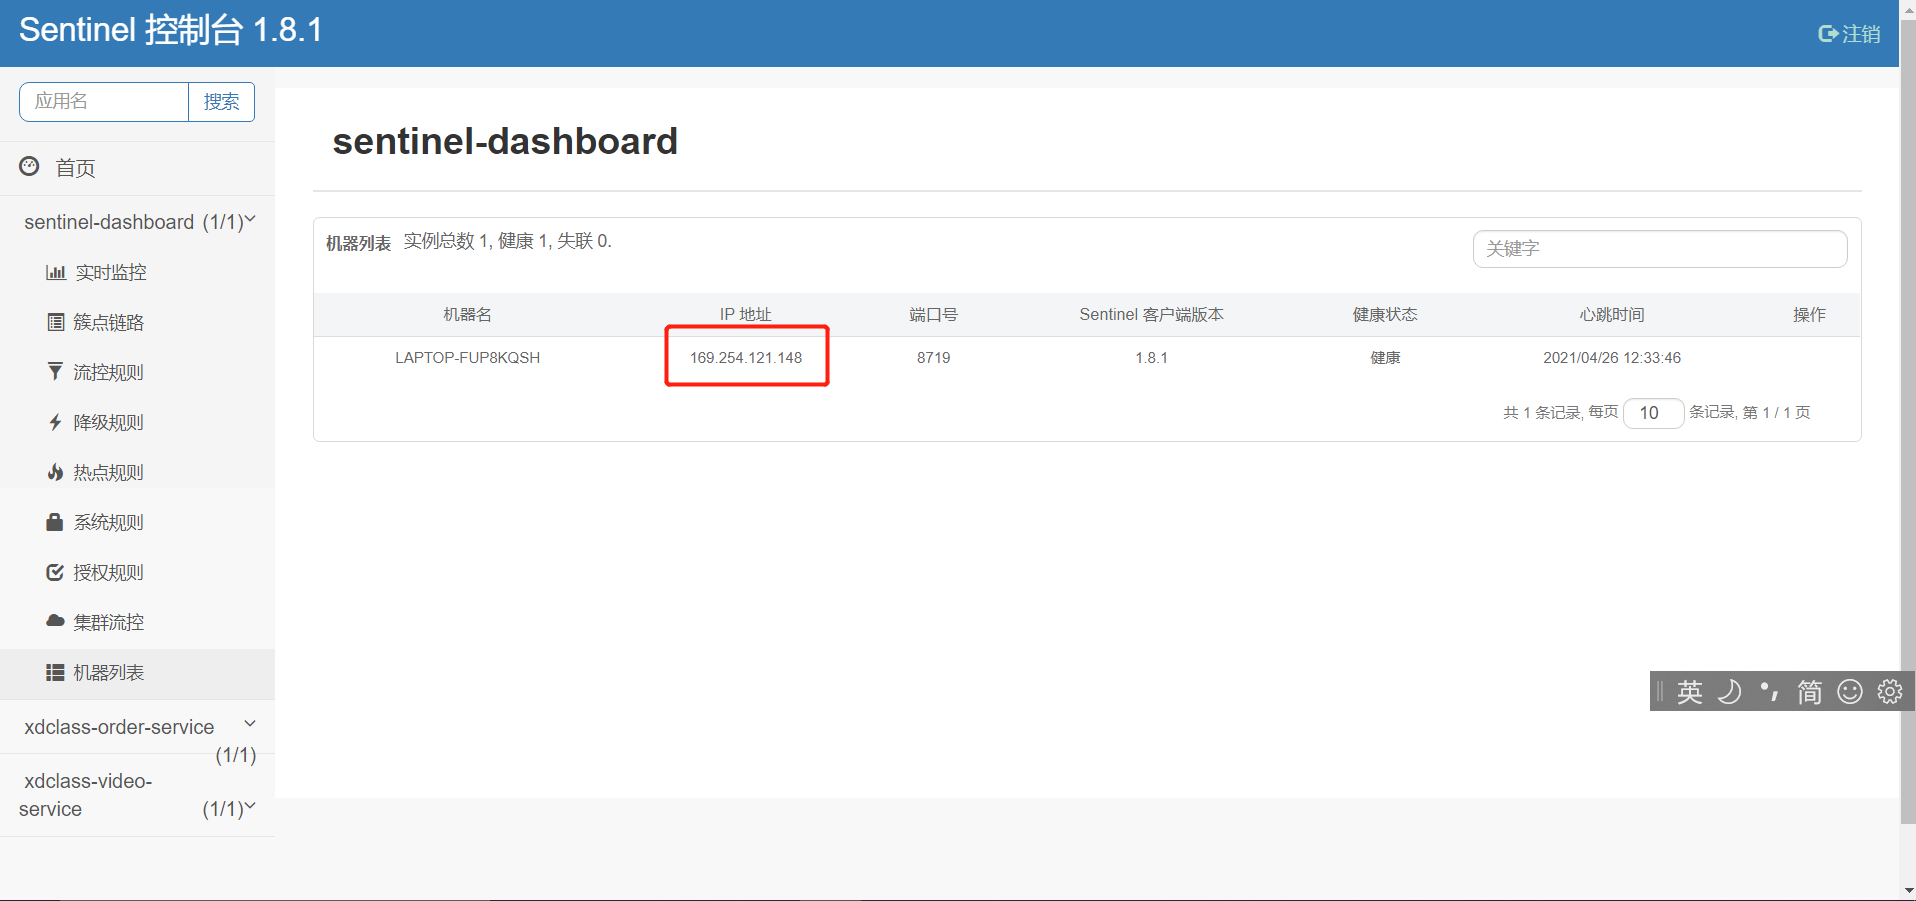 Sentinel 控制台 1.8.1
注销
应用名
搜索
首页
sentinel-dashboard (1/1)
实时监控
簇点链路
流控规则
降级规则
热点规则
系统规则
授权规则
集群流控
机器列表
xdclass-order-service
(1/1)
xdclass-video-
service (1/1)
sentinel-dashboard
机器列表 实例总数 1, 健康 1, 失联 0.
关键字
机器名 IP 地址 端口号 Sentinel 客户端版本 健康状态 心跳时间 操作
LAPTOP-FUP8KQSH 169.254.121.148 8719 1.8.1 健康 2021/04/26 12:33:46
共 1 条记录, 每页 10 条记录, 第 1 / 1 页
英 简